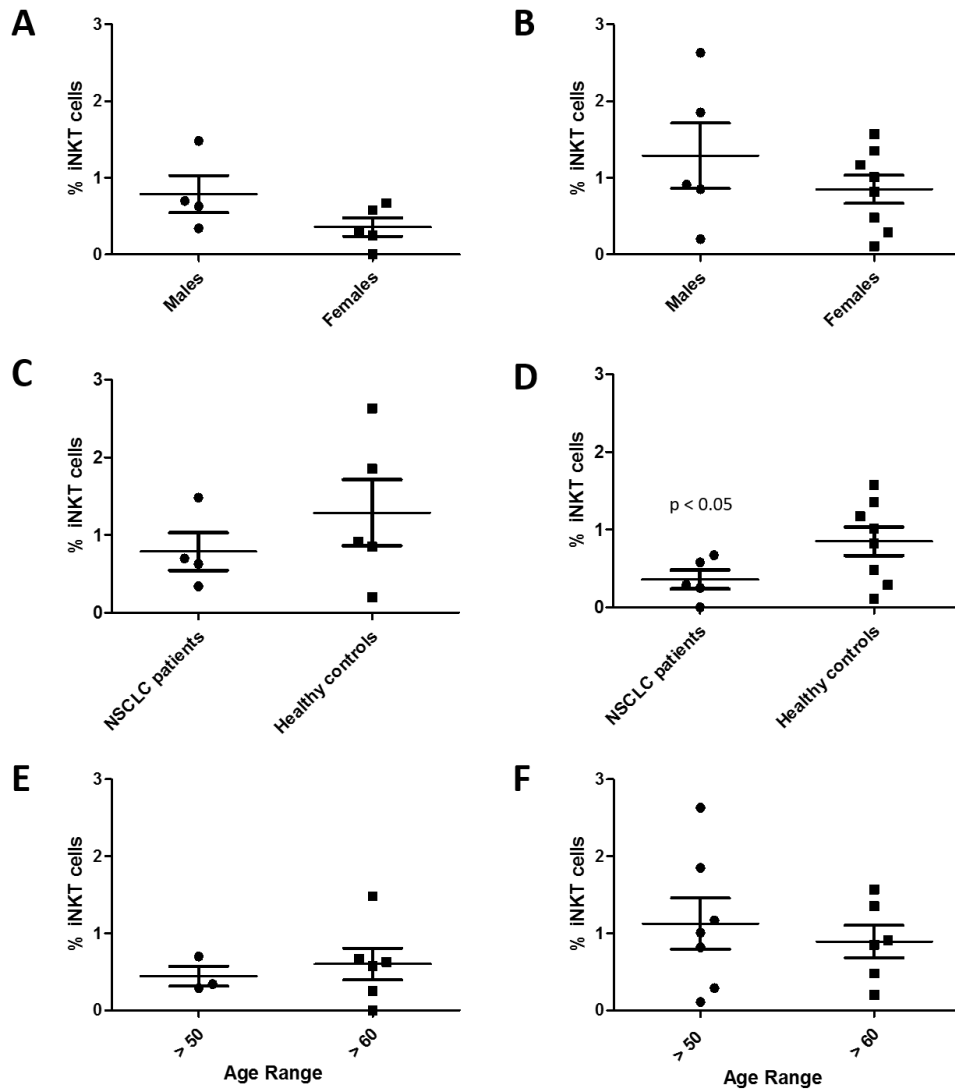 A
3
2
1
0
% iNKT cells
Males
Females
B
3
2
1
0
% iNKT cells
Males
Females
C
3
2
1
0
% iNKT cells
NSCLC patients
Healthy controls
D
3
2
1
0
% iNKT cells
p < 0.05
NSCLC patients
Healthy controls
E
3
2
1
0
% iNKT cells
> 50
> 60
Age Range
F
3
2
1
0
% iNKT cells
> 50
> 60
Age Range